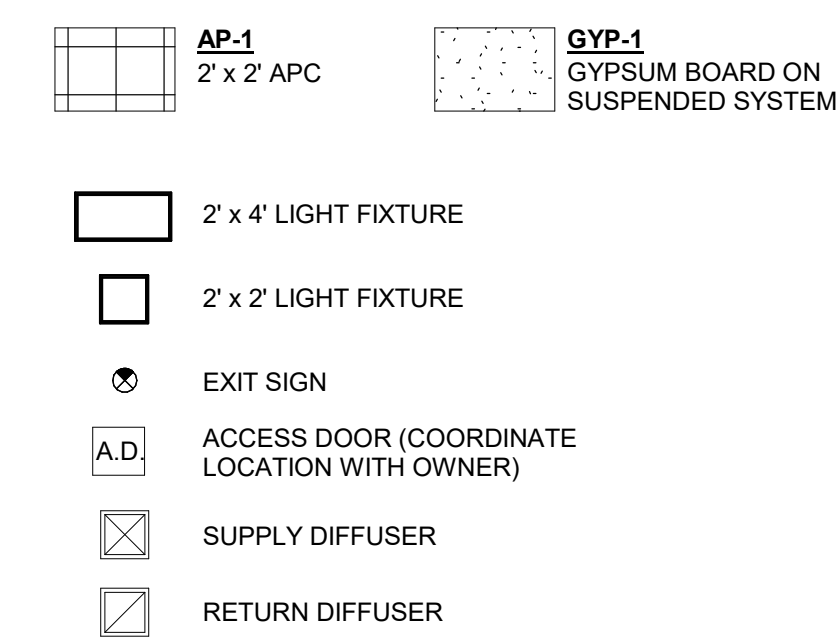 AP-1
2' x 2' APC
GYP-1
GYPSUM BOARD ON
SUSPENDED SYSTEM
2' x 4' LIGHT FIXTURE
2' x 2' LIGHT FIXTURE
EXIT SIGN
A.D.
ACCESS DOOR (COORDINATE
LOCATION WITH OWNER)
SUPPLY DIFFUSER
RETURN DIFFUSER